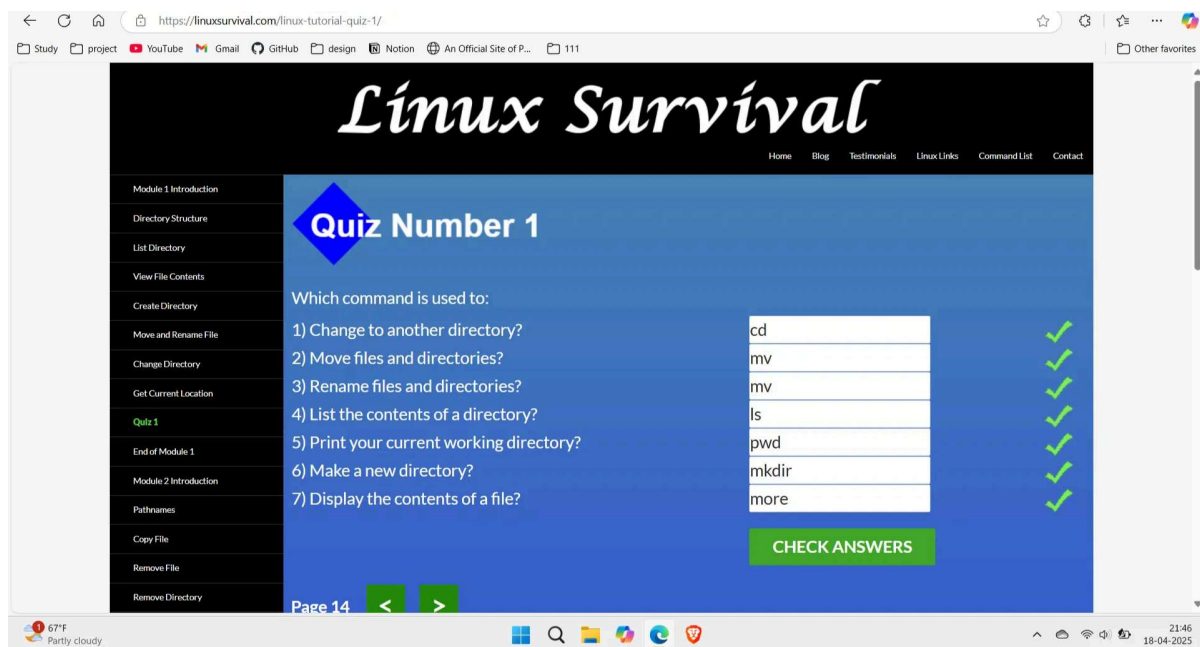 https://linuxsurvival.com/linux-tutorial-quiz-1/
Study project YouTube Gmail GitHub design Notion An Official Site of P... 111 Other favorites
Linux Survival
Home Blog Testimonials Linux Links Command List Contact
Module 1 Introduction
Directory Structure
List Directory
View File Contents
Create Directory
Move and Rename File
Change Directory
Get Current Location
Quiz 1
End of Module 1
Module 2 Introduction
Pathnames
Copy File
Remove File
Remove Directory
Quiz Number 1
Which command is used to:
1) Change to another directory? cd
2) Move files and directories? mv
3) Rename files and directories? mv
4) List the contents of a directory? ls
5) Print your current working directory? pwd
6) Make a new directory? mkdir
7) Display the contents of a file? more
CHECK ANSWERS
Page 14 < >
1 67°F
Partly cloudy
21:46
18-04-2025